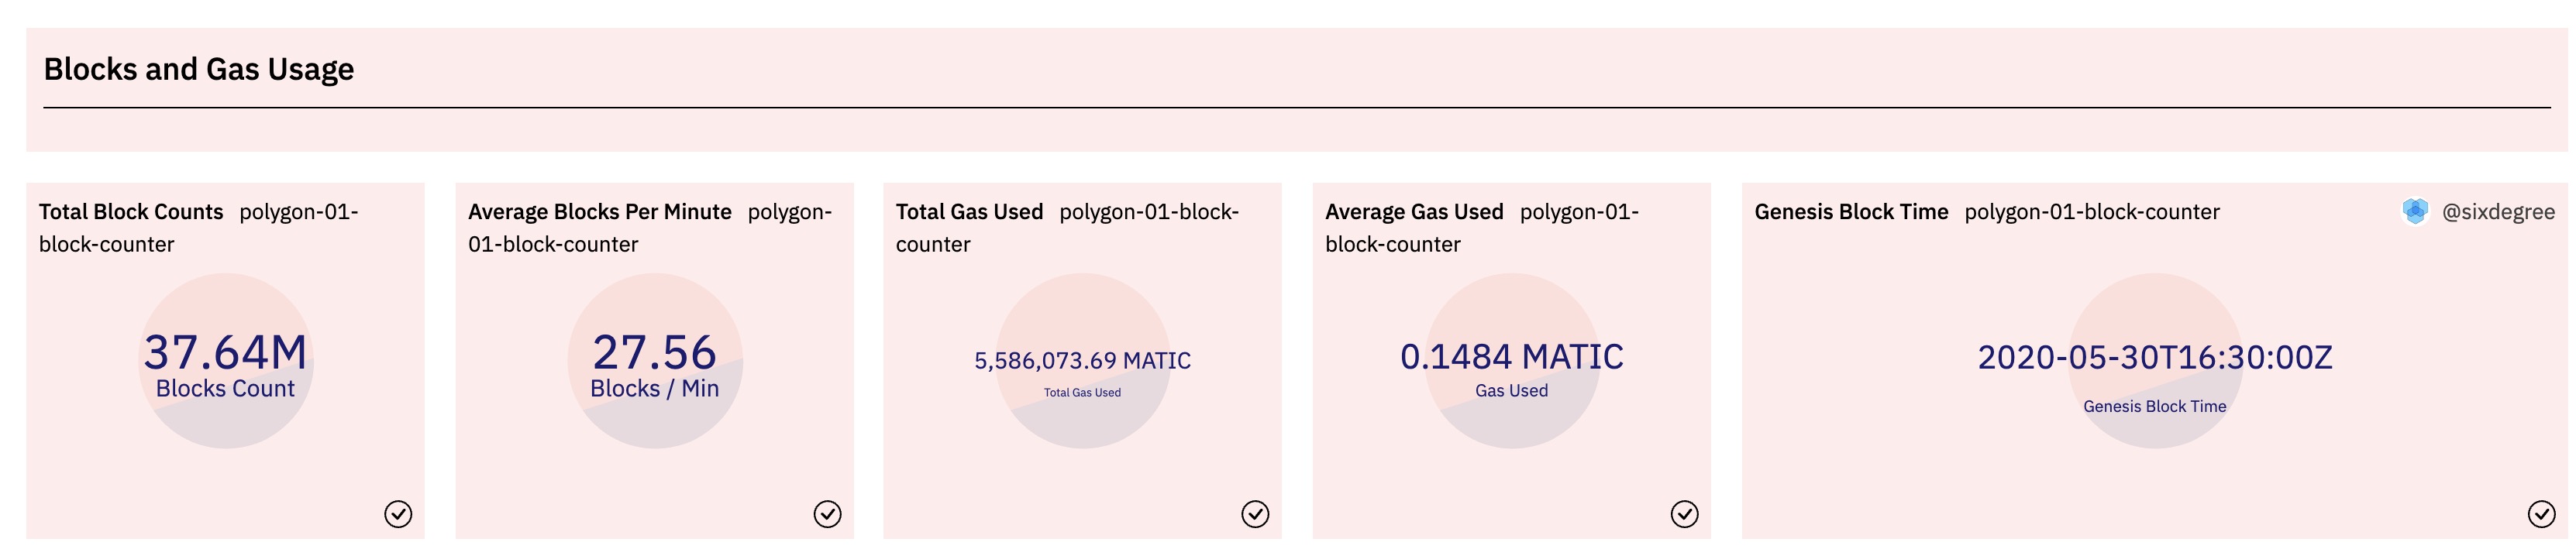 Blocks and Gas Usage
Total Block Counts polygon-01-
block-counter
37.64M
Blocks Count
Average Blocks Per Minute polygon-
01-block-counter
27.56
Blocks / Min
Total Gas Used polygon-01-block-
counter
5,586,073.69 MATIC
Total Gas Used
Average Gas Used polygon-01-
block-counter
0.1484 MATIC
Gas Used
Genesis Block Time polygon-01-block-counter @sixdegree
2020-05-30T16:30:00Z
Genesis Block Time